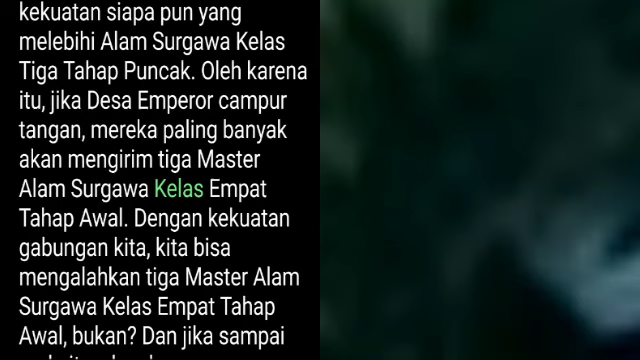 kekuatan siapa pun yang
melebihi Alam Surgawa Kelas
Tiga Tahap Puncak. Oleh karena
itu, jika Desa Emperor campur
tangan, mereka paling banyak
akan mengirim tiga Master
Alam Surgawa Kelas Empat
Tahap Awal. Dengan kekuatan
gabungan kita, kita bisa
mengalahkan tiga Master Alam
Surgawa Kelas Empat Tahap
Awal, bukan? Dan jika sampai